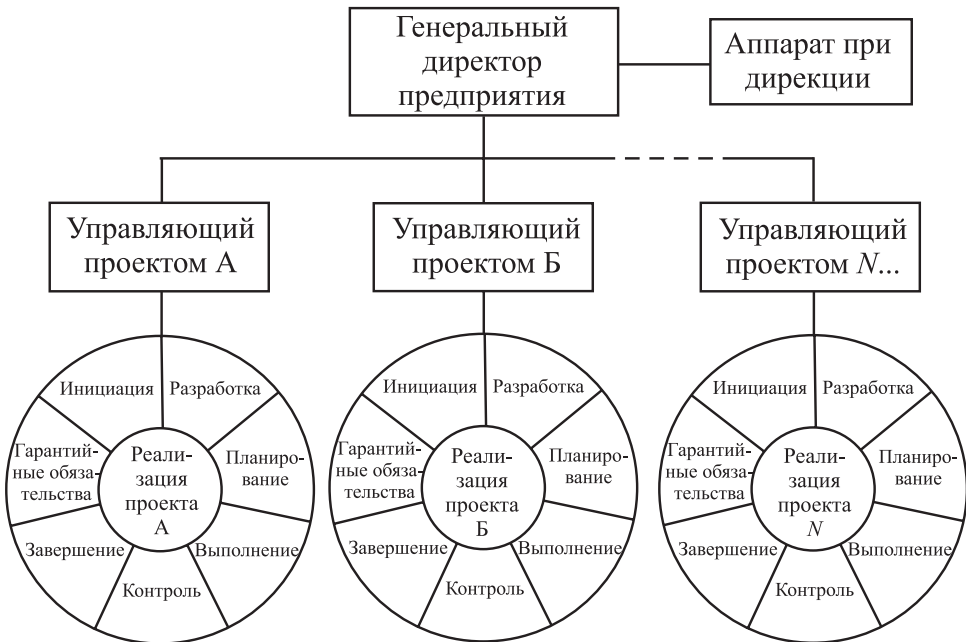 Генеральный
директор
предприятия
Аппарат при
дирекции
Управляющий
проектом А
Управляющий
проектом Б
Управляющий
проектом N...
Инициация
Разработка
Гарантий-
ные обяза-
тельства
Реали-
зация
проекта
А
Планиро-
вание
Завершение
Выполнение
Контроль
Инициация
Разработка
Гарантий-
ные обяза-
тельства
Реали-
зация
проекта
Б
Планиро-
вание
Завершение
Выполнение
Контроль
Инициация
Разработка
Гарантий-
ные обяза-
тельства
Реали-
зация
проекта
N
Планиро-
вание
Завершение
Выполнение
Контроль